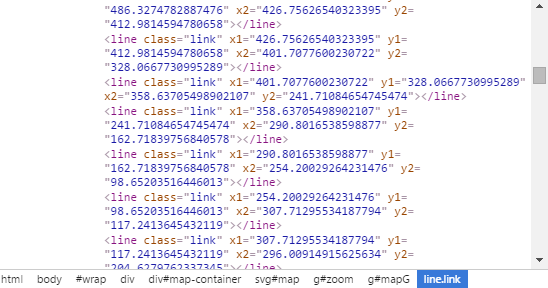 "486.3274782887476" x2="426.75626540323395" y2=
"412.9814594780658"></line>
<line class="link" x1="426.75626540323395" y1=
"412.9814594780658" x2="401.7077600230722" y2=
"328.0667730995289"></line>
<line class="link" x1="401.7077600230722" y1="328.0667730995289"
x2="358.63705498902107" y2="241.71084654745474"></line>
<line class="link" x1="358.63705498902107" y1=
"241.71084654745474" x2="290.8016538598877" y2=
"162.71839756840578"></line>
<line class="link" x1="290.8016538598877" y1=
"162.71839756840578" x2="254.20029264231476" y2=
"98.65203516446013"></line>
<line class="link" x1="254.20029264231476" y1=
"98.65203516446013" x2="307.71295534187794" y2=
"117.2413645432119"></line>
<line class="link" x1="307.71295534187794" y1=
"117.2413645432119" x2="296.00914915625634" y2=
"204.6279762337345"></line>
html body #wrap div div#map-container svg#map g#zoom g#mapG line.link